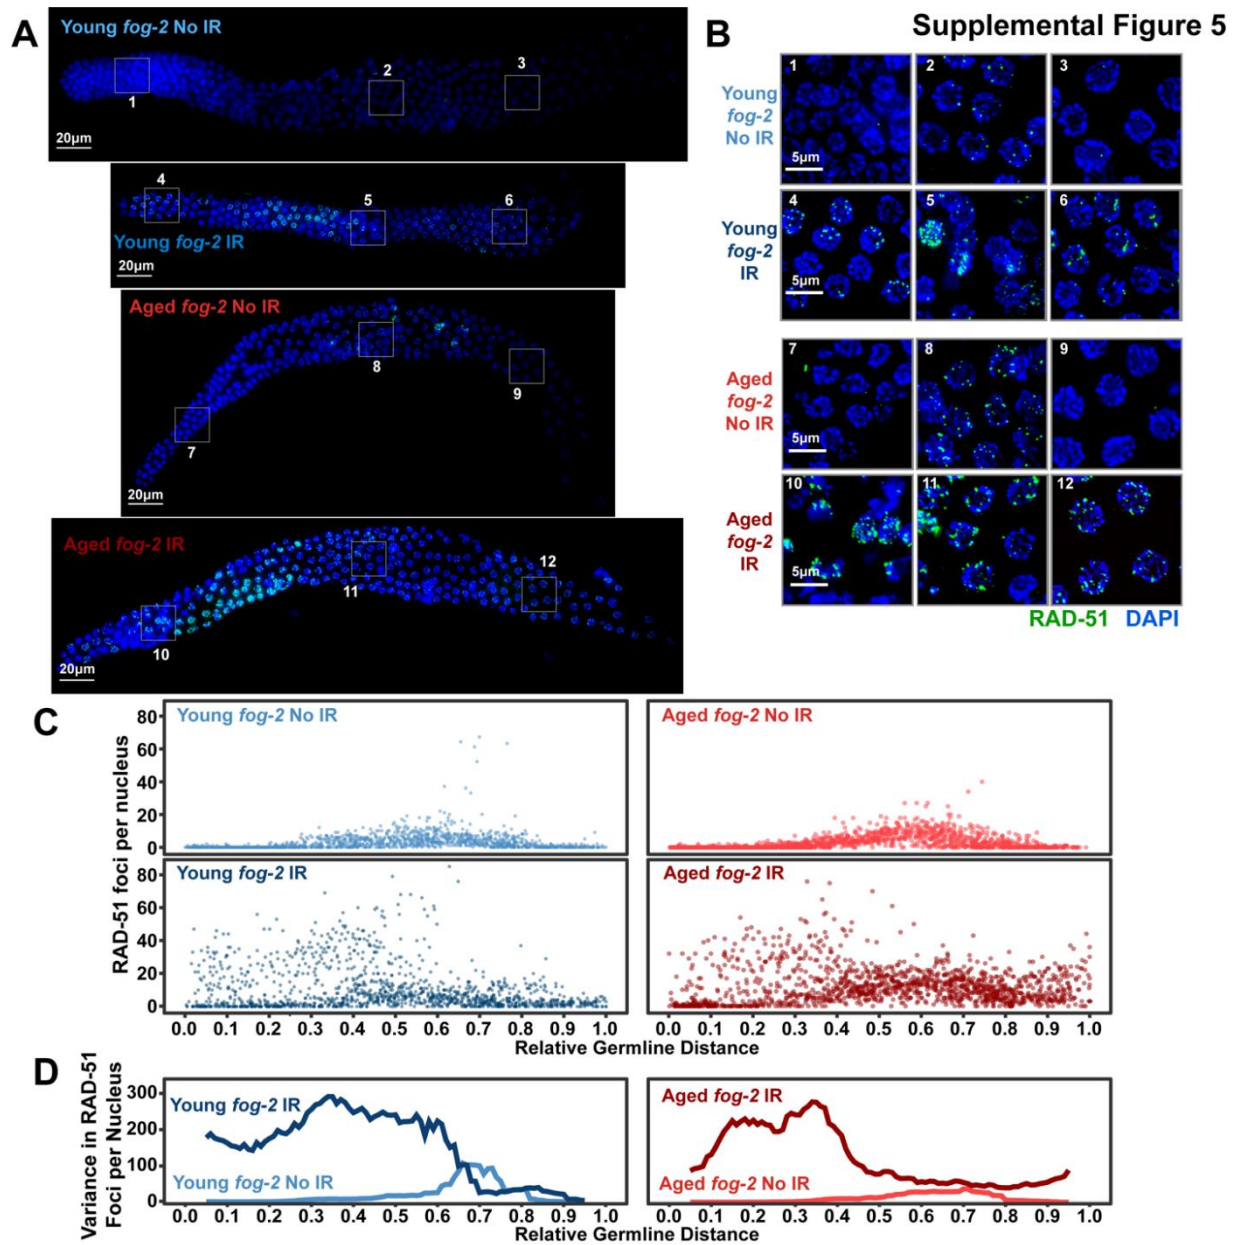 Supplemental Figure 5
A
Young fog-2 No IR
1
2
3
20μm
4
5
6
Young fog-2 IR
20μm
Aged fog-2 No IR
7
8
9
20μm
Aged fog-2 IR
10
11
12
20μm
B
Young
fog-2
No IR
1
2
3
5μm
Young
fog-2
IR
4
5
6
5μm
Aged
fog-2
No IR
7
8
9
5μm
Aged
fog-2
IR
10
11
12
5μm
RAD-51 DAPI
C
RAD-51 foci per nucleus
Young fog-2 No IR
80
60
40
20
0
Aged fog-2 No IR
Young fog-2 IR
80
60
40
20
0
Aged fog-2 IR
0.0 0.1 0.2 0.3 0.4 0.5 0.6 0.7 0.8 0.9 1.0
0.0 0.1 0.2 0.3 0.4 0.5 0.6 0.7 0.8 0.9 1.0
Relative Germline Distance
Relative Germline Distance
D
Variance in RAD-51
Foci per Nucleus
300
200
100
0
Young fog-2 IR
Young fog-2 No IR
Aged fog-2 IR
Aged fog-2 No IR
0.0 0.1 0.2 0.3 0.4 0.5 0.6 0.7 0.8 0.9 1.0
0.0 0.1 0.2 0.3 0.4 0.5 0.6 0.7 0.8 0.9 1.0
Relative Germline Distance
Relative Germline Distance